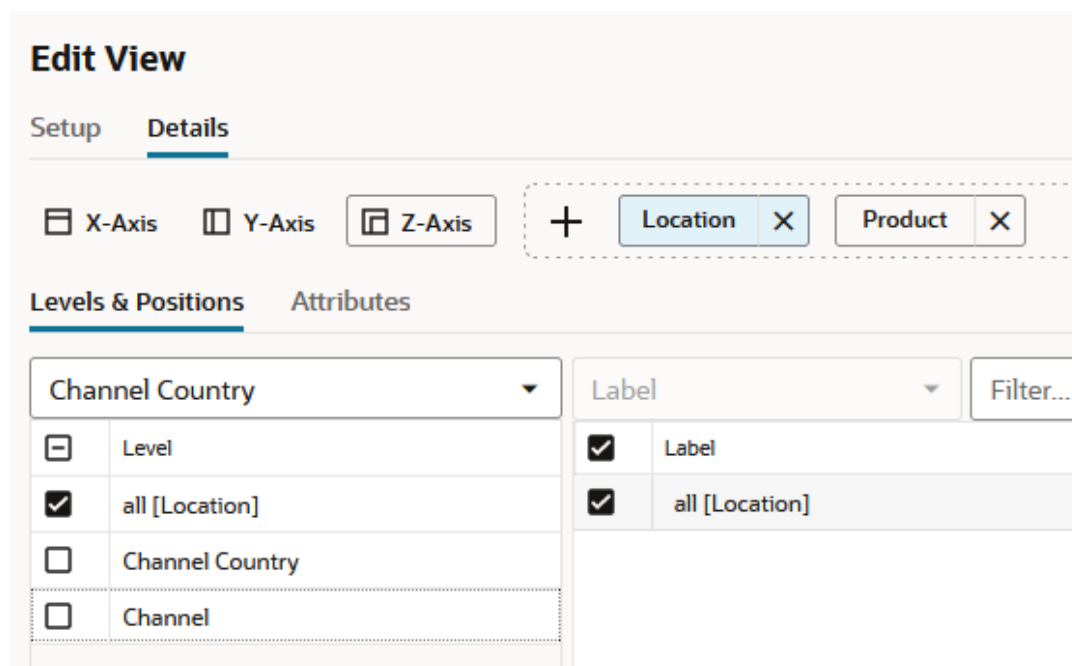 Edit View
Setup Details
X-Axis Y-Axis Z-Axis Location Product
Levels & Positions Attributes
Channel Country Label Filter...
Level Label
all [Location] all [Location]
Channel Country
Channel